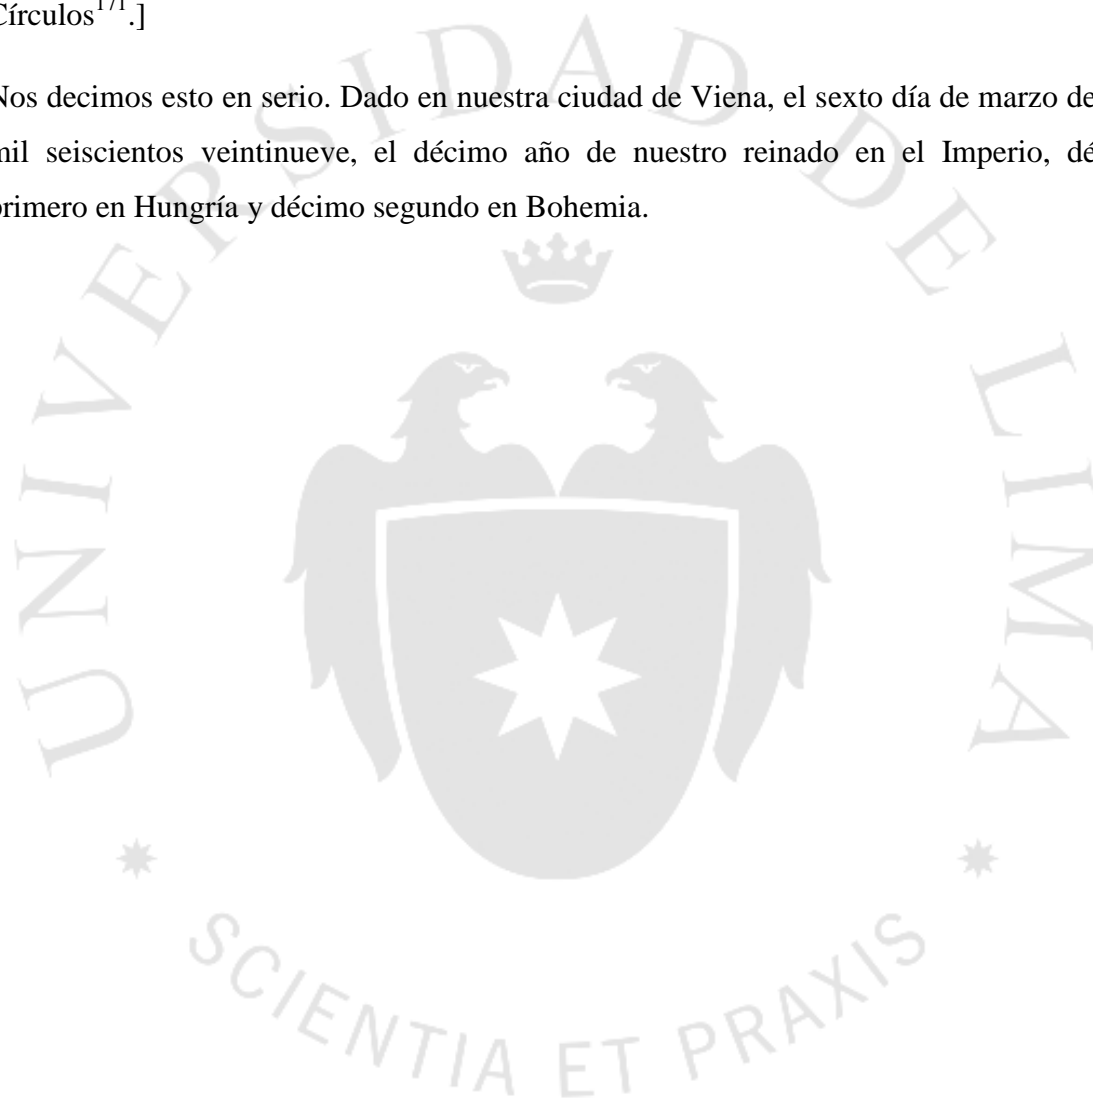 Círculos171.]
Nos decimos esto en serio. Dado en nuestra ciudad de Viena, el sexto día de marzo de
mil seiscientos veintinueve, el décimo año de nuestro reinado en el Imperio, dé
primero en Hungría y décimo segundo en Bohemia.
UNIVERSIDAD DE LIMA
SCIENTIA ET PRAXIS